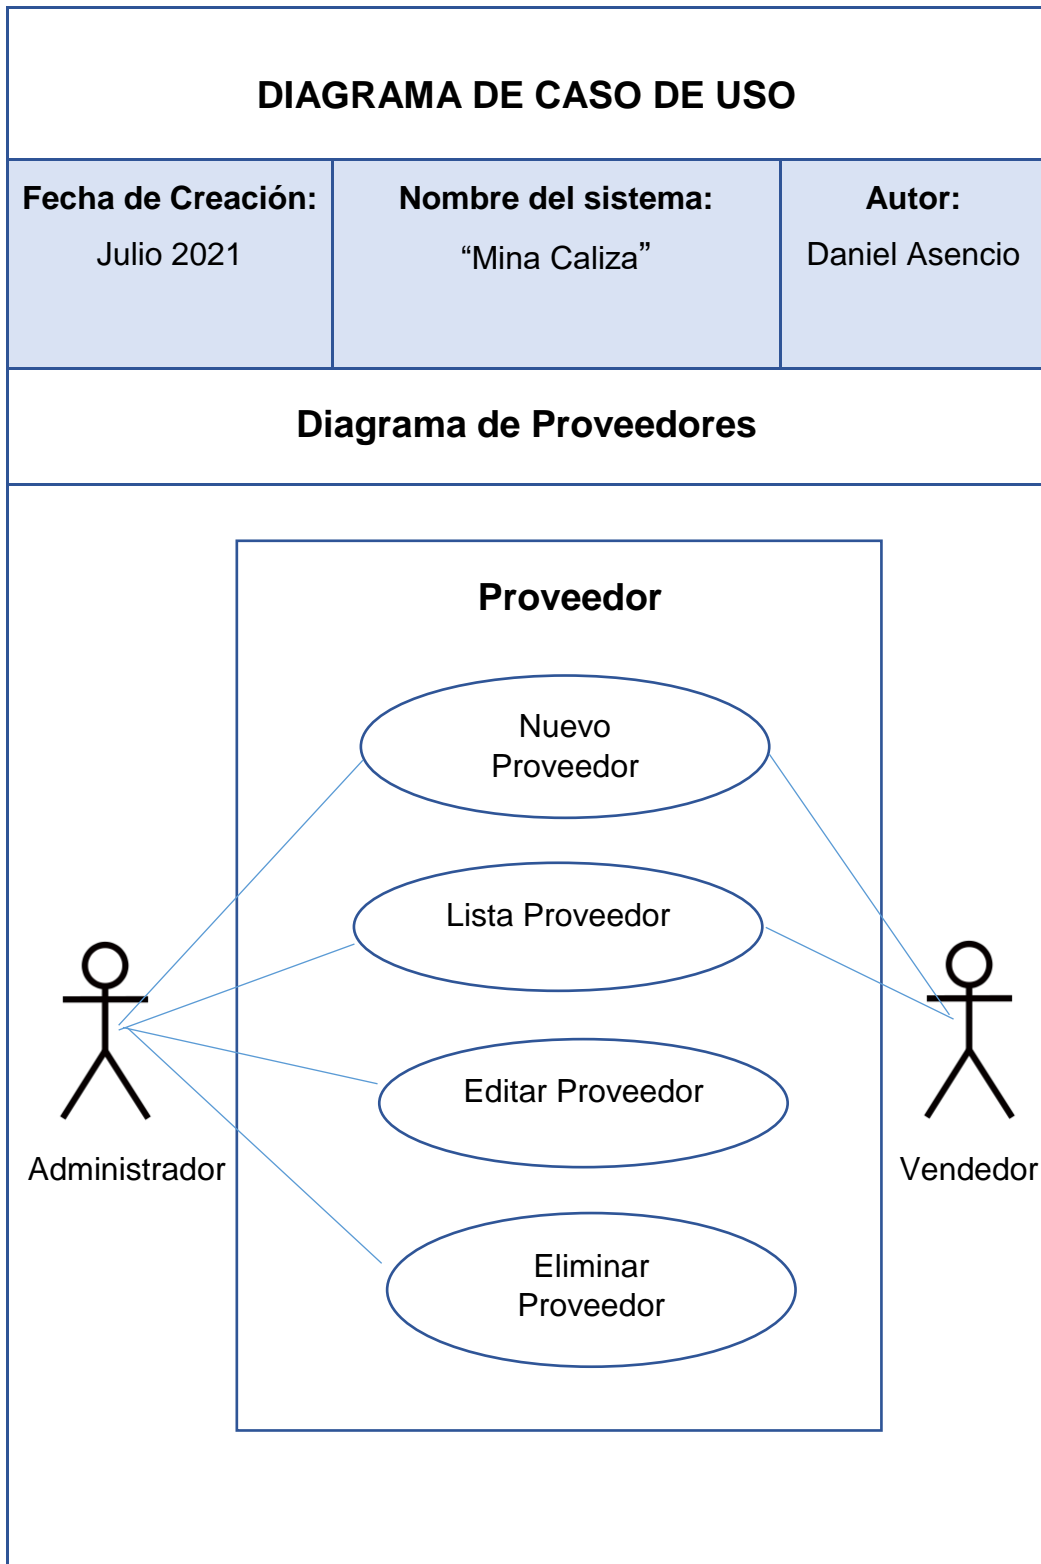 DIAGRAMA DE CASO DE USO
Fecha de Creación:
Julio 2021
Nombre del sistema:
“Mina Caliza”
Autor:
Daniel Asencio
Diagrama de Proveedores
Proveedor
Nuevo
Proveedor
Lista Proveedor
Editar Proveedor
Administrador
Vendedor
Eliminar
Proveedor